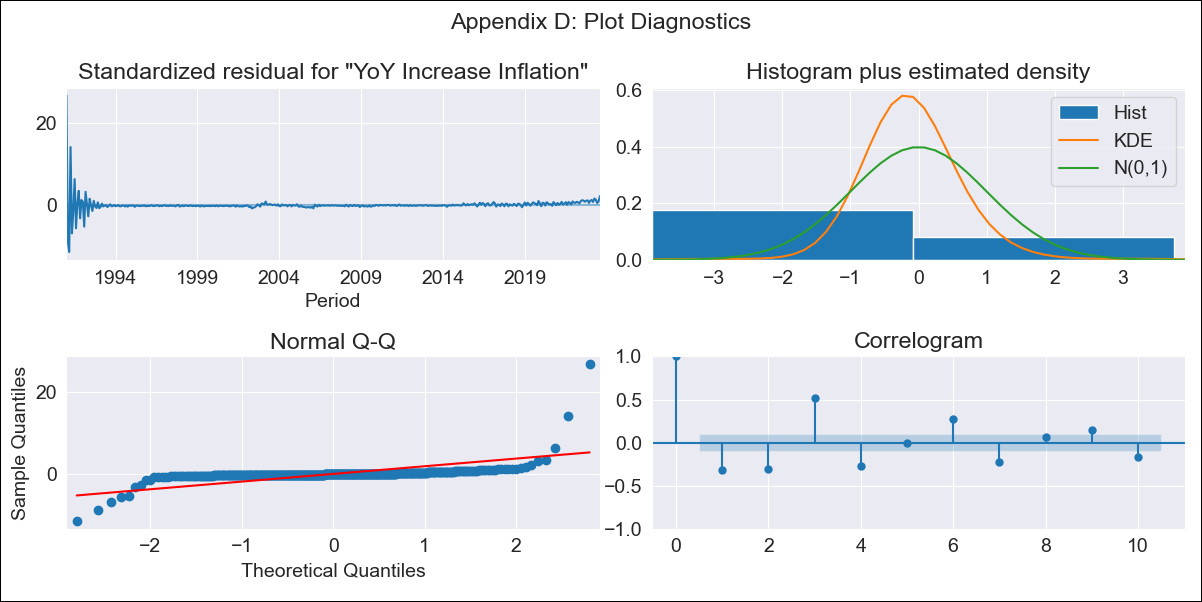 Appendix D: Plot Diagnostics
Standardized residual for "YoY Increase Inflation"
20
0
1994 1999 2004 2009 2014 2019
Period
Histogram plus estimated density
0.6
0.4
0.2
0.0
Hist
KDE
N(0,1)
−3 −2 −1 0 1 2 3
Normal Q-Q
Sample Quantiles
20
0
−2 −1 0 1 2
Theoretical Quantiles
Correlogram
1.0
0.5
0.0
−0.5
−1.0
0 2 4 6 8 10